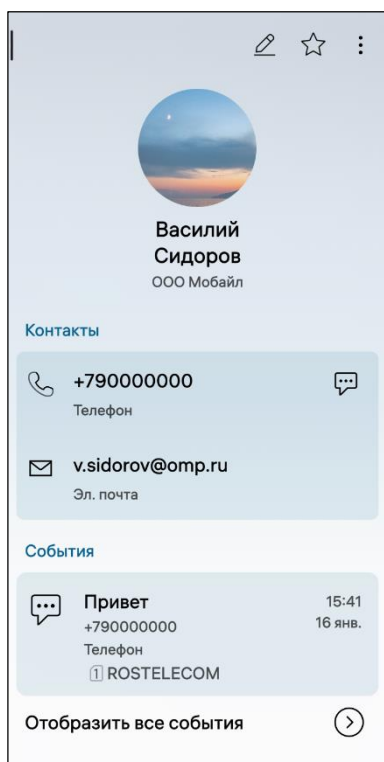 Василий
Сидоров
ООО Мобайл
Контакты
+790000000
Телефон
v.sidorov@omp.ru
Эл. почта
События
Привет 15:41
+790000000 16 янв.
Телефон
1 ROSTELECOM
Отобразить все события